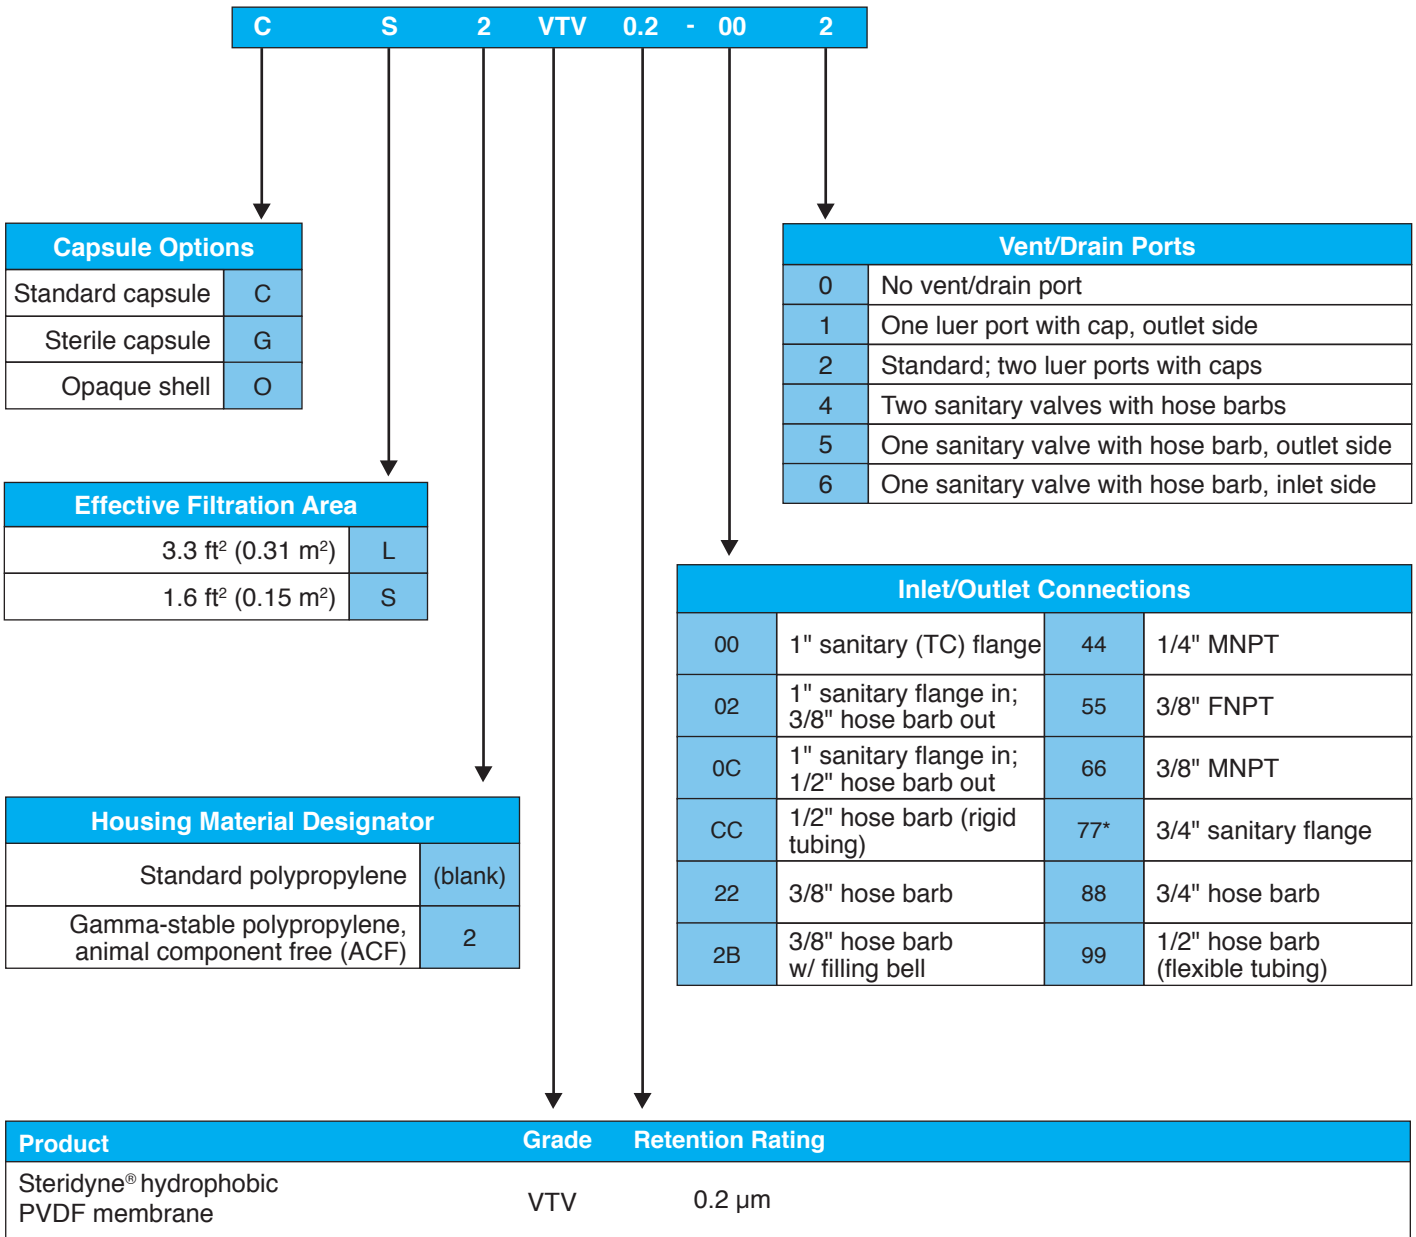 C S 2 VTV 0.2 - 00 2
Capsule Options
Standard capsule C
Sterile capsule G
Opaque shell O
Effective Filtration Area
3.3 ft² (0.31 m²) L
1.6 ft² (0.15 m²) S
Housing Material Designator
Standard polypropylene (blank)
Gamma-stable polypropylene,
animal component free (ACF) 2
Vent/Drain Ports
0 No vent/drain port
1 One luer port with cap, outlet side
2 Standard; two luer ports with caps
4 Two sanitary valves with hose barbs
5 One sanitary valve with hose barb, outlet side
6 One sanitary valve with hose barb, inlet side
Inlet/Outlet Connections
00 1" sanitary (TC) flange 44 1/4" MNPT
02 1" sanitary flange in;
3/8" hose barb out 55 3/8" FNPT
0C 1" sanitary flange in;
1/2" hose barb out 66 3/8" MNPT
CC 1/2" hose barb (rigid
tubing) 77* 3/4" sanitary flange
22 3/8" hose barb 88 3/4" hose barb
2B 3/8" hose barb
w/ filling bell 99 1/2" hose barb
(flexible tubing)
Product Grade Retention Rating
Steridyne® hydrophobic
PVDF membrane VTV 0.2 µm